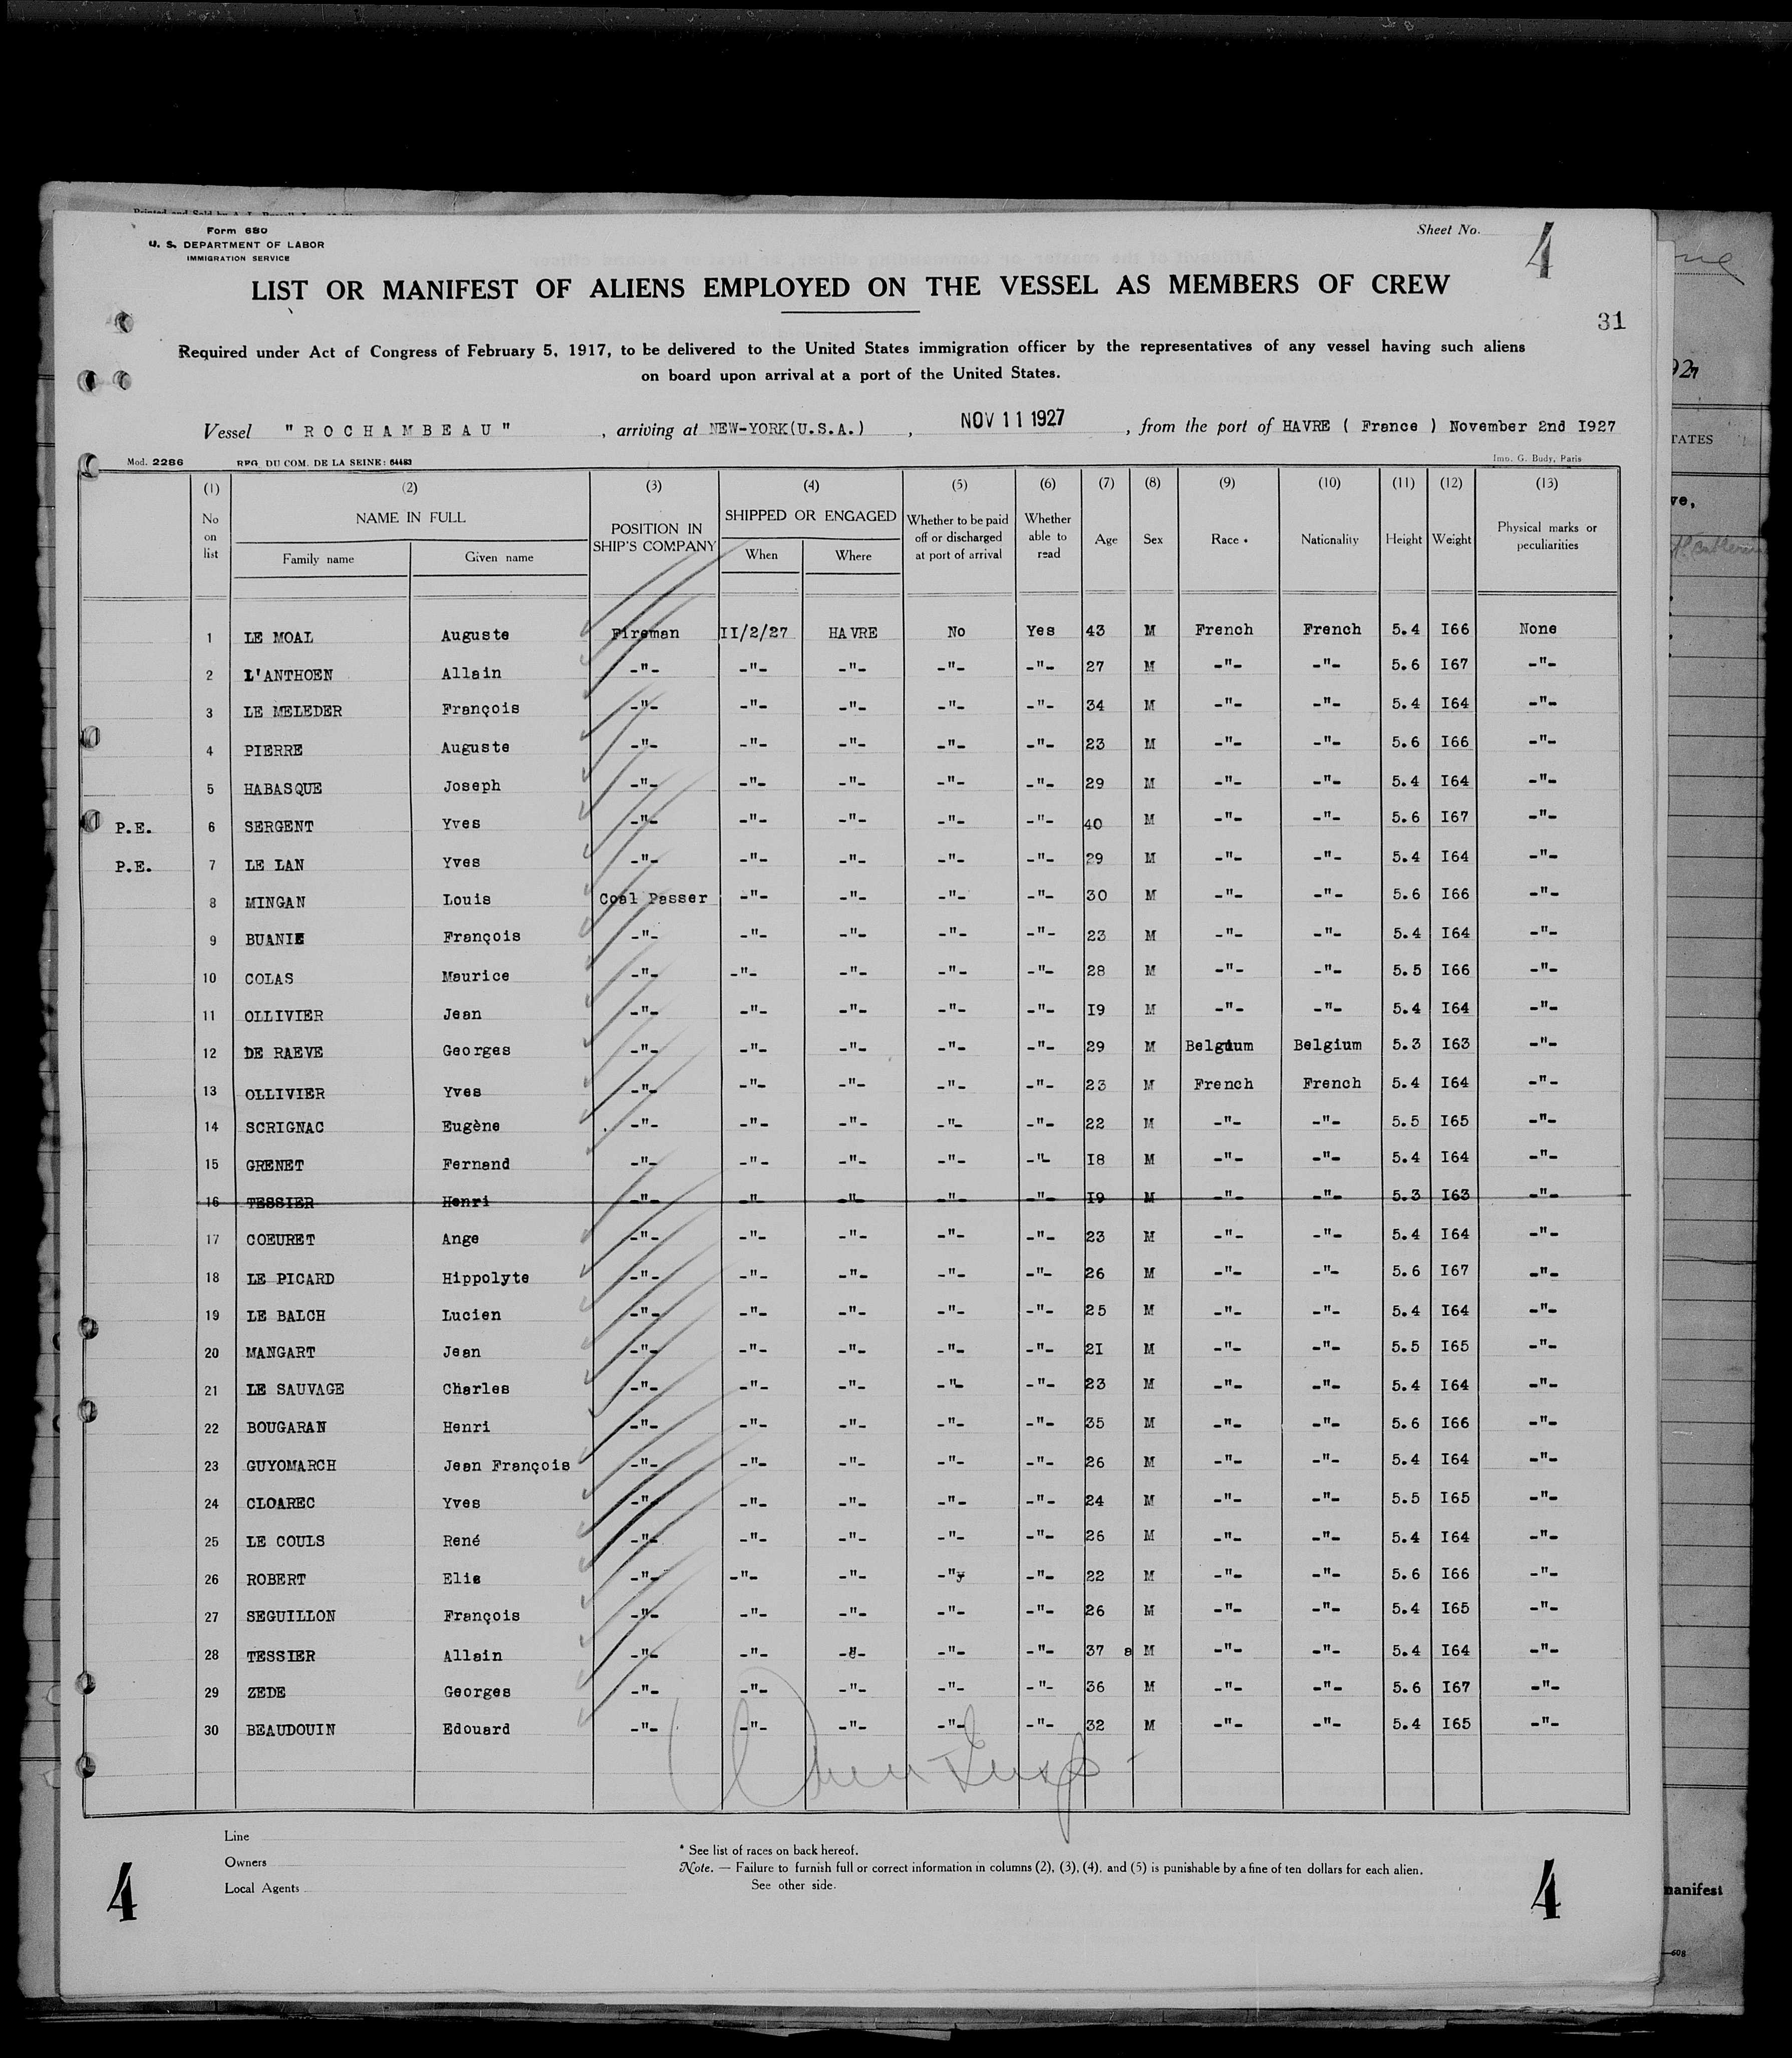 Form 680
U. S. DEPARTMENT OF LABOR
IMMIGRATION SERVICE
Sheet No. 4
LIST OR MANIFEST OF ALIENS EMPLOYED ON THE VESSEL AS MEMBERS OF CREW
31
Required under Act of Congress of February 5, 1917, to be delivered to the United States immigration officer by the representatives of any vessel having such aliens
on board upon arrival at a port of the United States.
Vessel "ROCHAMBEAU", arriving at NEW-YORK(U.S.A.), NOV 11 1927, from the port of HAVRE ( France ) November 2nd I927
Mod. 2286 REG. DU COM. DE LA SEINE: 64483 Imp. G. Budy, Paris
(1) (2) (3) (4) (5) (6) (7) (8) (9) (10) (11) (12) (13)
No on list NAME IN FULL Family name Given name POSITION IN SHIP'S COMPANY SHIPPED OR ENGAGED When Where Whether to be paid off or discharged at port of arrival Whether able to read Age Sex Race * Nationality Height Weight Physical marks or peculiarities
1 LE MOAL Auguste Fireman II/2/27 HAVRE No Yes 43 M French French 5.4 I66 None
2 L'ANTHOEN Allain -"- -"- -"- -"- -"- 27 M -"- -"- 5.6 I67 -"-
3 LE MELEDER François -"- -"- -"- -"- -"- 34 M -"- -"- 5.4 I64 -"-
4 PIERRE Auguste -"- -"- -"- -"- -"- 23 M -"- -"- 5.6 I66 -"-
5 HABASQUE Joseph -"- -"- -"- -"- -"- 29 M -"- -"- 5.4 I64 -"-
P.E. 6 SERGENT Yves -"- -"- -"- -"- -"- 40 M -"- -"- 5.6 I67 -"-
P.E. 7 LE LAN Yves -"- -"- -"- -"- -"- 29 M -"- -"- 5.4 I64 -"-
8 MINGAN Louis Coal Passer -"- -"- -"- -"- 30 M -"- -"- 5.6 I66 -"-
9 BUANIE François -"- -"- -"- -"- -"- 23 M -"- -"- 5.4 I64 -"-
10 COLAS Maurice -"- -"- -"- -"- -"- 28 M -"- -"- 5.5 I66 -"-
11 OLLIVIER Jean -"- -"- -"- -"- -"- I9 M -"- -"- 5.4 I64 -"-
12 DE RAEVE Georges -"- -"- -"- -"- -"- 29 M Belgium Belgium 5.3 I63 -"-
13 OLLIVIER Yves -"- -"- -"- -"- -"- 23 M French French 5.4 I64 -"-
14 SCRIGNAC Eugène -"- -"- -"- -"- -"- 22 M -"- -"- 5.5 I65 -"-
15 GRENET Fernand -"- -"- -"- -"- -"- I8 M -"- -"- 5.4 I64 -"-
16 TESSIER Henri -"- -"- -"- -"- -"- I9 M -"- -"- 5.3 I63 -"-
17 COEURET Ange -"- -"- -"- -"- -"- 23 M -"- -"- 5.4 I64 -"-
18 LE PICARD Hippolyte -"- -"- -"- -"- -"- 26 M -"- -"- 5.6 I67 -"-
19 LE BALCH Lucien -"- -"- -"- -"- -"- 25 M -"- -"- 5.4 I64 -"-
20 MANGART Jean -"- -"- -"- -"- -"- 2I M -"- -"- 5.5 I65 -"-
21 LE SAUVAGE Charles -"- -"- -"- -"- -"- 23 M -"- -"- 5.4 I64 -"-
22 BOUGARAN Henri -"- -"- -"- -"- -"- 35 M -"- -"- 5.6 I66 -"-
23 GUYOMARCH Jean François -"- -"- -"- -"- -"- 26 M -"- -"- 5.4 I64 -"-
24 CLOAREC Yves -"- -"- -"- -"- -"- 24 M -"- -"- 5.5 I65 -"-
25 LE COULS René -"- -"- -"- -"- -"- 26 M -"- -"- 5.4 I64 -"-
26 ROBERT Elie -"- -"- -"- -"- -"- 22 M -"- -"- 5.6 I66 -"-
27 SEGUILLON François -"- -"- -"- -"- -"- 26 M -"- -"- 5.4 I65 -"-
28 TESSIER Allain -"- -"- -"- -"- -"- 37 a M -"- -"- 5.4 I64 -"-
29 ZEDE Georges -"- -"- -"- -"- -"- 36 M -"- -"- 5.6 I67 -"-
30 BEAUDOUIN Edouard -"- -"- -"- -"- -"- 32 M -"- -"- 5.4 I65 -"-
Line
Owners
Local Agents
* See list of races on back hereof.
Note. — Failure to furnish full or correct information in columns (2), (3), (4), and (5) is punishable by a fine of ten dollars for each alien.
See other side.
4 4
TATES
ve,
manifest